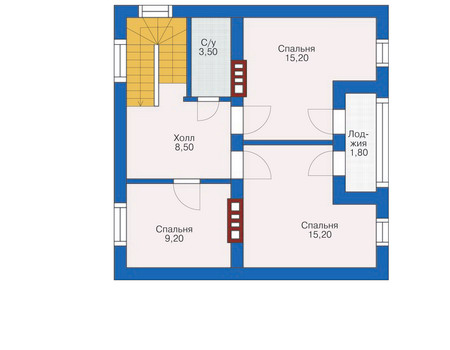 С/у
3,50
Спальня
15,20
Холл
8,50
Лод-
жия
1,80
Спальня
9,20
Спальня
15,20